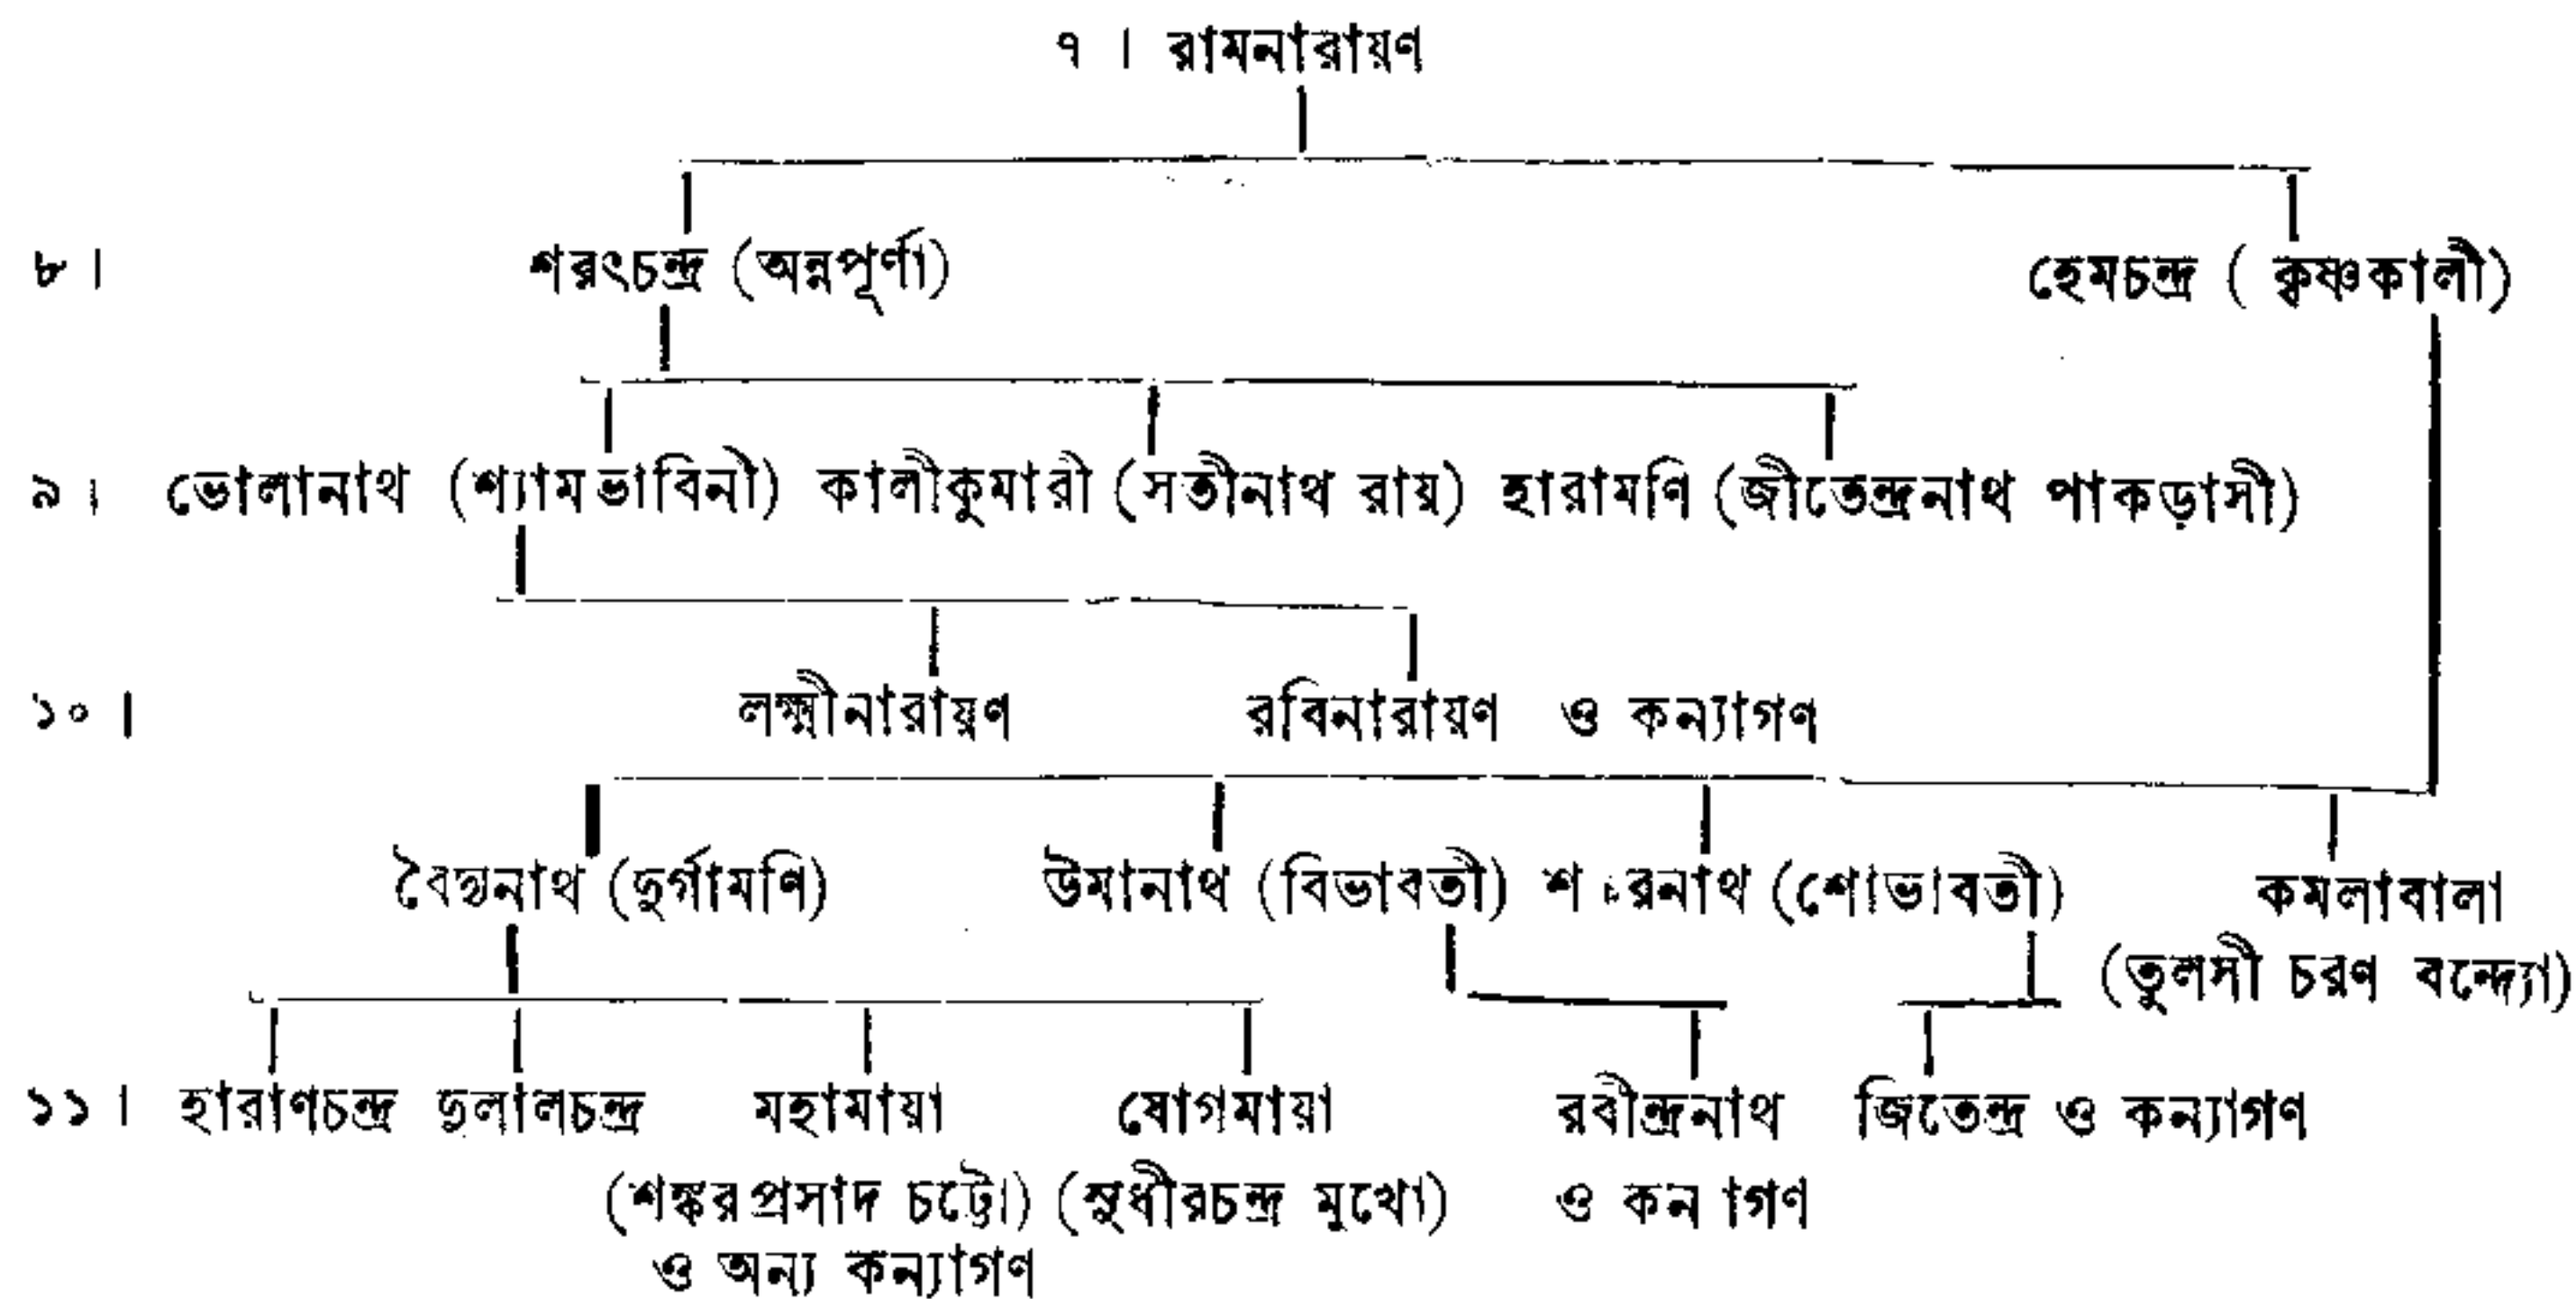 ৭ । রামনারায়ণ
৮ । শরৎচন্দ্র (অন্নপূর্ণা) হেমচন্দ্র ( কৃষ্ণকালী)
৯। ভোলানাথ (শ্যামভাবিনী) কালীকুমারী (সতীনাথ রায়) হারামণি (জীতেন্দ্রনাথ পাকড়াসী)
১০ । লক্ষ্মীনারায়ণ রবিনারায়ণ ও কন্যাগণ
বৈদ্যনাথ (দুর্গামণি) উমানাথ (বিভাবতী) (শোভাবতী) কমলাবালা
(তুলসী চরণ বন্দ্যো)
১১ । হারাণচন্দ্র দুলালচন্দ্র মহামায়া যোগমায়া রবীন্দ্রনাথ জিতেন্দ্র ও কন্যাগণ
(শঙ্করপ্রসাদ চট্টো) (সুধীরচন্দ্র মুখো) ও কন্যাগণ
ও অন্য কন্যাগণ